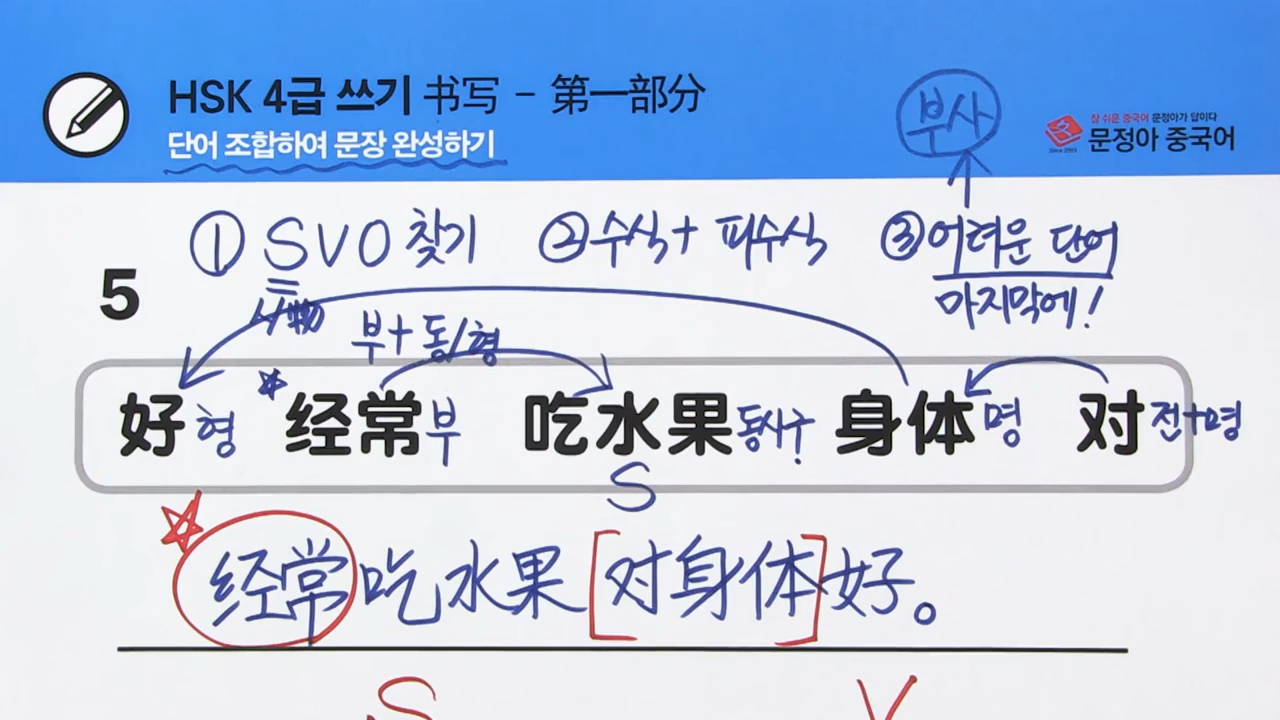 HSK 4급 쓰기 书写 - 第一部分
단어 조합하여 문장 완성하기
부사
참 쉬운 중국어 문정아가 답이다
문정아 중국어
① SVO 찾기 ② 수식+ 피수식 ③ 어려운 단어
마지막에!
5
부+동/형
好 형 经常 부 吃水果 동사구 身体 명 对 전+명
S
经常吃水果[对身体]好。
S V